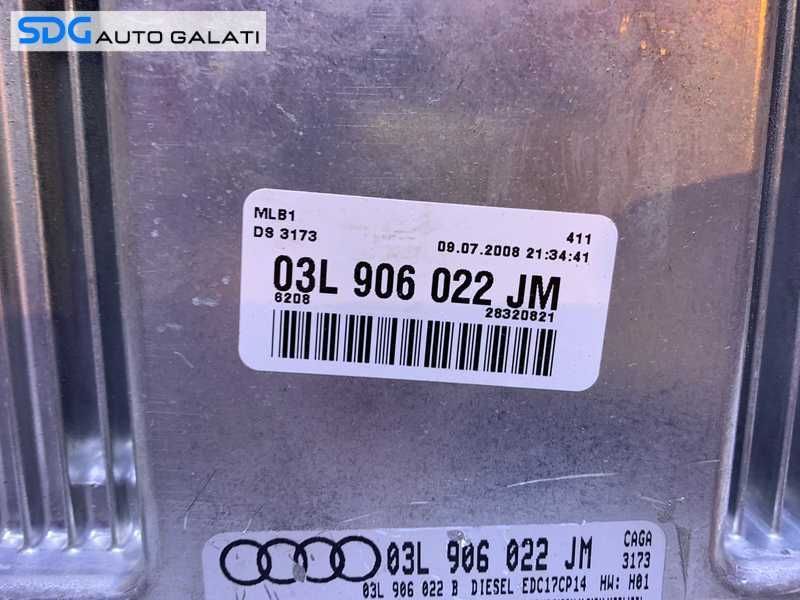 SDG AUTO GALATI
MLB1
411
DS 3173
09.07.2008 21:34:41
03L 906 022 JM
6208
28320821
03L 906 022 JM
CAGA
3173
03L 906 022 B DIESEL EDC17CP14 HW: H01